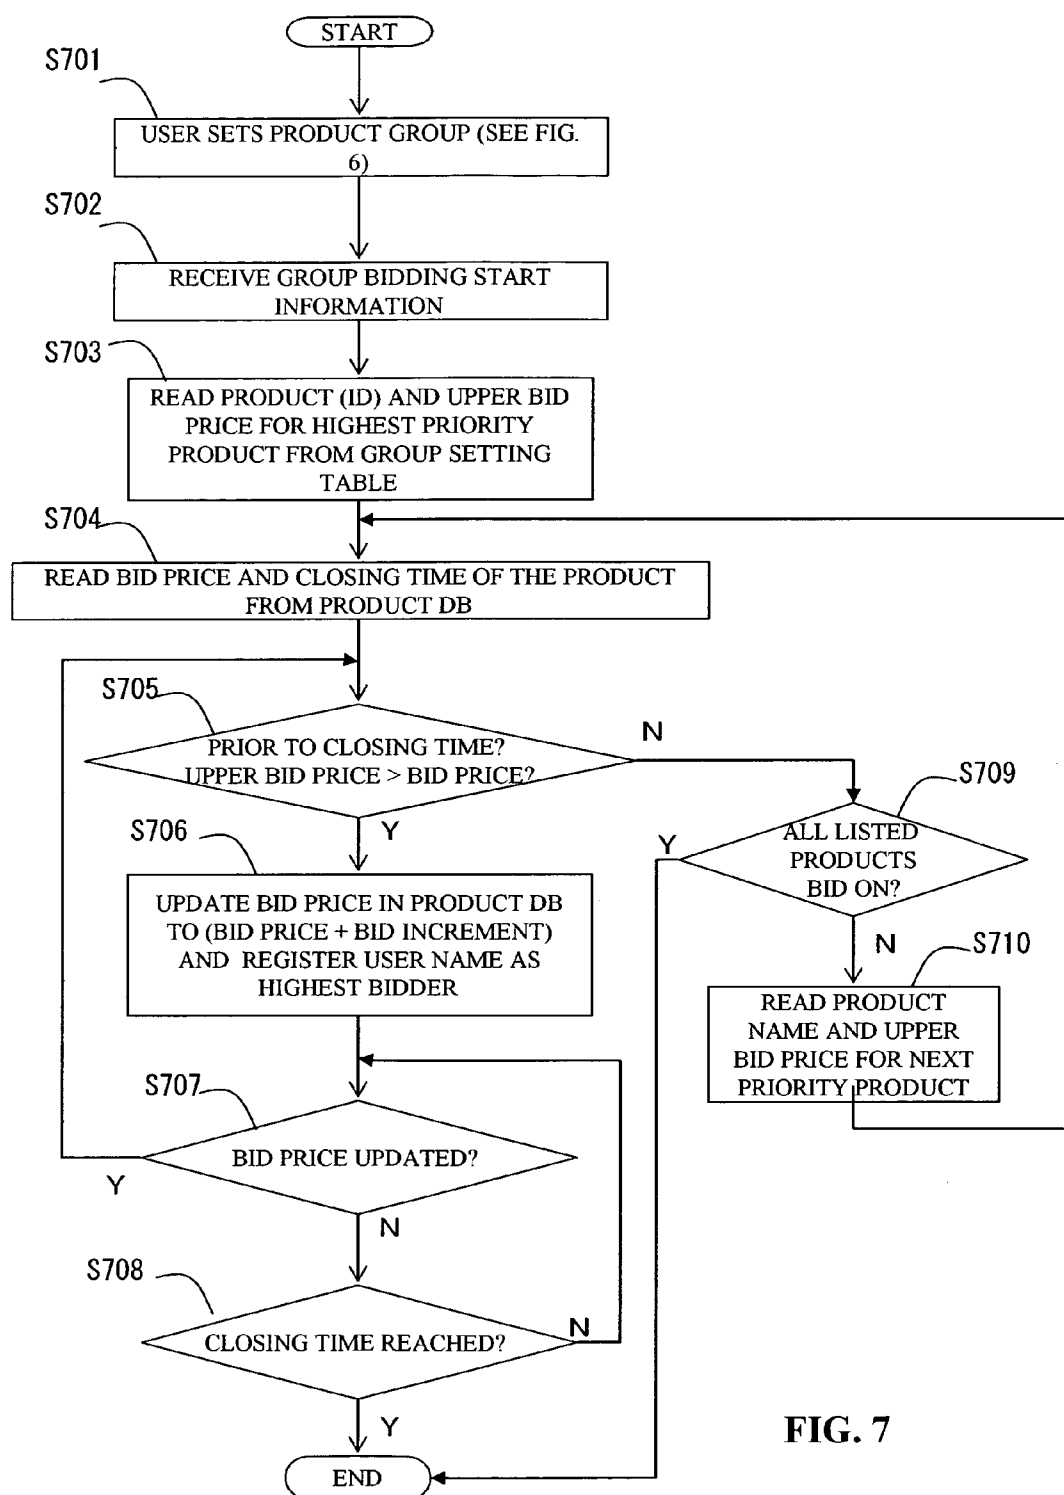 START
S701
USER SETS PRODUCT GROUP (SEE FIG.
6)
S702
RECEIVE GROUP BIDDING START
INFORMATION
S703
READ PRODUCT (ID) AND UPPER BID
PRICE FOR HIGHEST PRIORITY
PRODUCT FROM GROUP SETTING
TABLE
S704
READ BID PRICE AND CLOSING TIME OF THE PRODUCT
FROM PRODUCT DB
S705
PRIOR TO CLOSING TIME?
UPPER BID PRICE > BID PRICE?
N
Y
S706
UPDATE BID PRICE IN PRODUCT DB
TO (BID PRICE + BID INCREMENT)
AND REGISTER USER NAME AS
HIGHEST BIDDER
S707
BID PRICE UPDATED?
Y
N
S708
CLOSING TIME REACHED?
N
Y
END
S709
ALL LISTED
PRODUCTS
BID ON?
Y
N
S710
READ PRODUCT
NAME AND UPPER
BID PRICE FOR NEXT
PRIORITY PRODUCT
FIG. 7